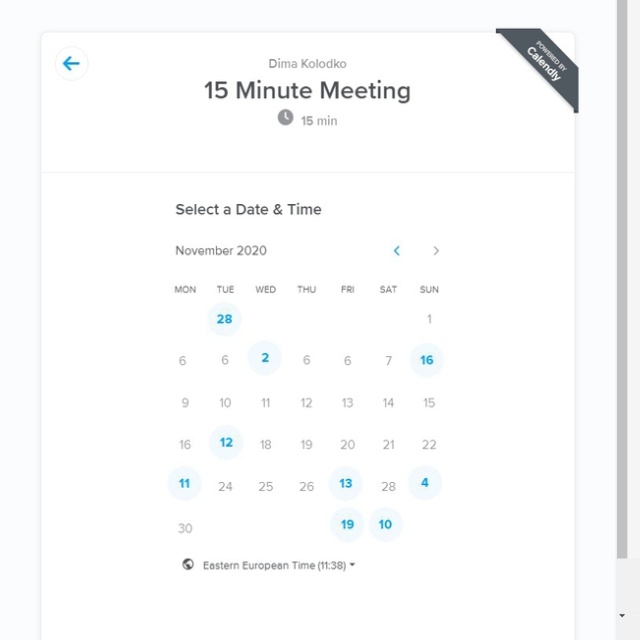 POWERED BY
Calendly
Dima Kolodko
15 Minute Meeting
15 min
Select a Date & Time
November 2020
MON TUE WED THU FRI SAT SUN
28 1
6 6 2 6 6 7 16
9 10 11 12 13 14 15
16 12 18 19 20 21 22
11 24 25 26 13 28 4
30 19 10
Eastern European Time (11:38)